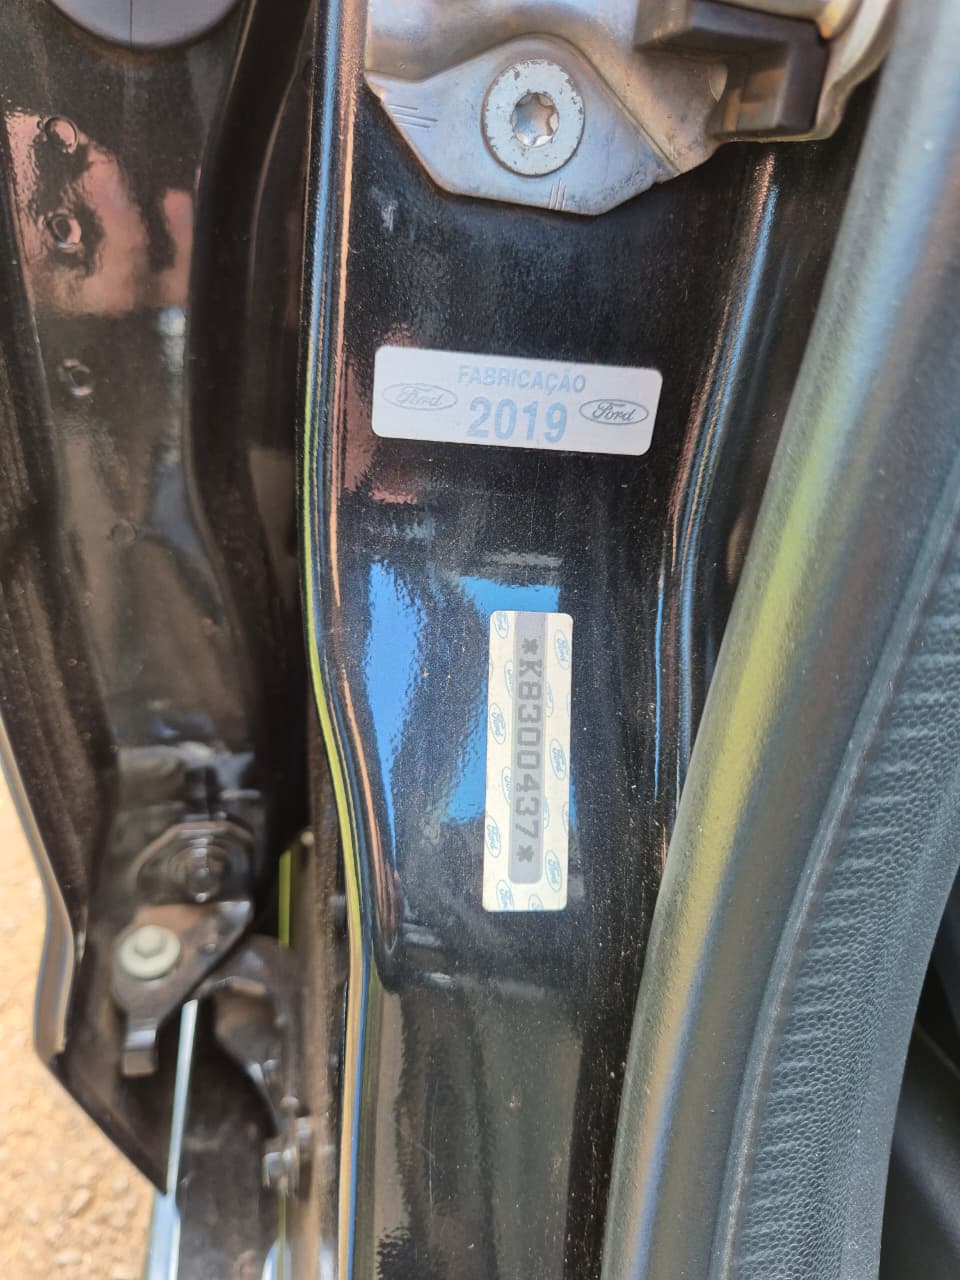 FABRICAÇÃO
Ford 2019 Ford
*K8300437*